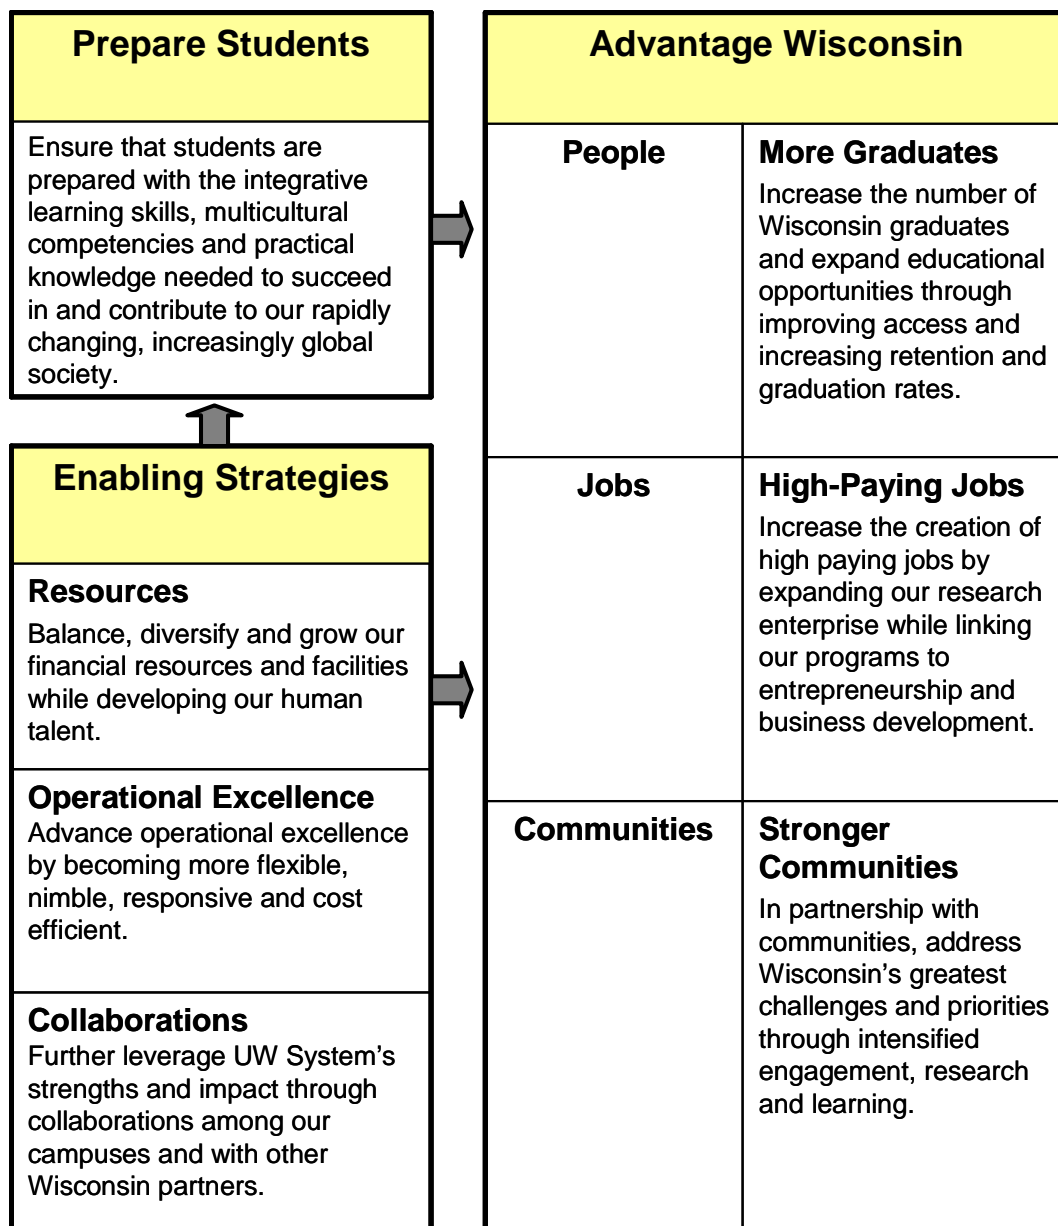 Prepare Students
Ensure that students are
prepared with the integrative
learning skills, multicultural
competencies and practical
knowledge needed to succeed
in and contribute to our rapidly
changing, increasingly global
society.
Enabling Strategies
Resources
Balance, diversify and grow our
financial resources and facilities
while developing our human
talent.
Operational Excellence
Advance operational excellence
by becoming more flexible,
nimble, responsive and cost
efficient.
Collaborations
Further leverage UW System’s
strengths and impact through
collaborations among our
campuses and with other
Wisconsin partners.
Advantage Wisconsin
People
More Graduates
Increase the number of
Wisconsin graduates
and expand educational
opportunities through
improving access and
increasing retention and
graduation rates.
Jobs
High-Paying Jobs
Increase the creation of
high paying jobs by
expanding our research
enterprise while linking
our programs to
entrepreneurship and
business development.
Communities
Stronger
Communities
In partnership with
communities, address
Wisconsin’s greatest
challenges and priorities
through intensified
engagement, research
and learning.